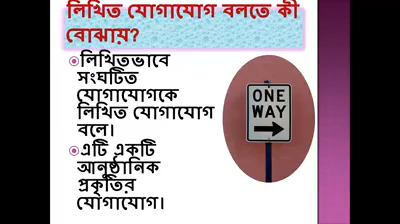 লিখিত যোগাযোগ বলতে কী
বোঝায়?
লিখিতভাবে
সংঘটিত
যোগাযোগকে
লিখিত যোগাযোগ
বলে।
এটি একটি
আনুষ্ঠানিক
প্রকৃতির
যোগাযোগ।
ONE
WAY